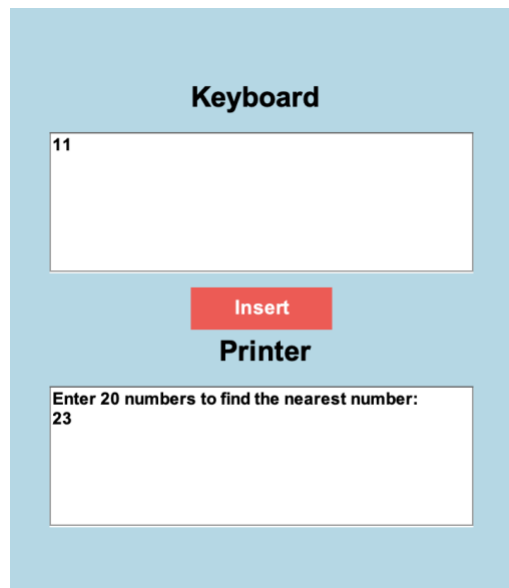 Keyboard
11
Insert
Printer
Enter 20 numbers to find the nearest number:
23